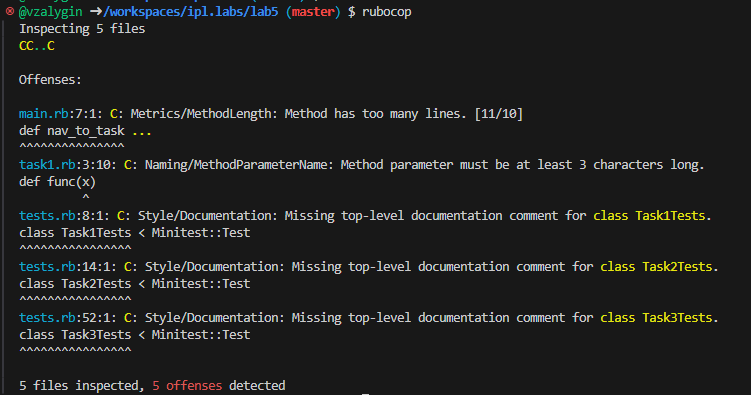 @vzalygin ➜/workspaces/ipl.labs/lab5 (master) $ rubocop
Inspecting 5 files
CC..C

Offenses:

main.rb:7:1: C: Metrics/MethodLength: Method has too many lines. [11/10]
def nav_to_task ...
^^^^^^^^^^^^^^^
task1.rb:3:10: C: Naming/MethodParameterName: Method parameter must be at least 3 characters long.
def func(x)
         ^
tests.rb:8:1: C: Style/Documentation: Missing top-level documentation comment for class Task1Tests.
class Task1Tests < Minitest::Test
^^^^^^^^^^^^^^^^
tests.rb:14:1: C: Style/Documentation: Missing top-level documentation comment for class Task2Tests.
class Task2Tests < Minitest::Test
^^^^^^^^^^^^^^^^
tests.rb:52:1: C: Style/Documentation: Missing top-level documentation comment for class Task3Tests.
class Task3Tests < Minitest::Test
^^^^^^^^^^^^^^^^

5 files inspected, 5 offenses detected